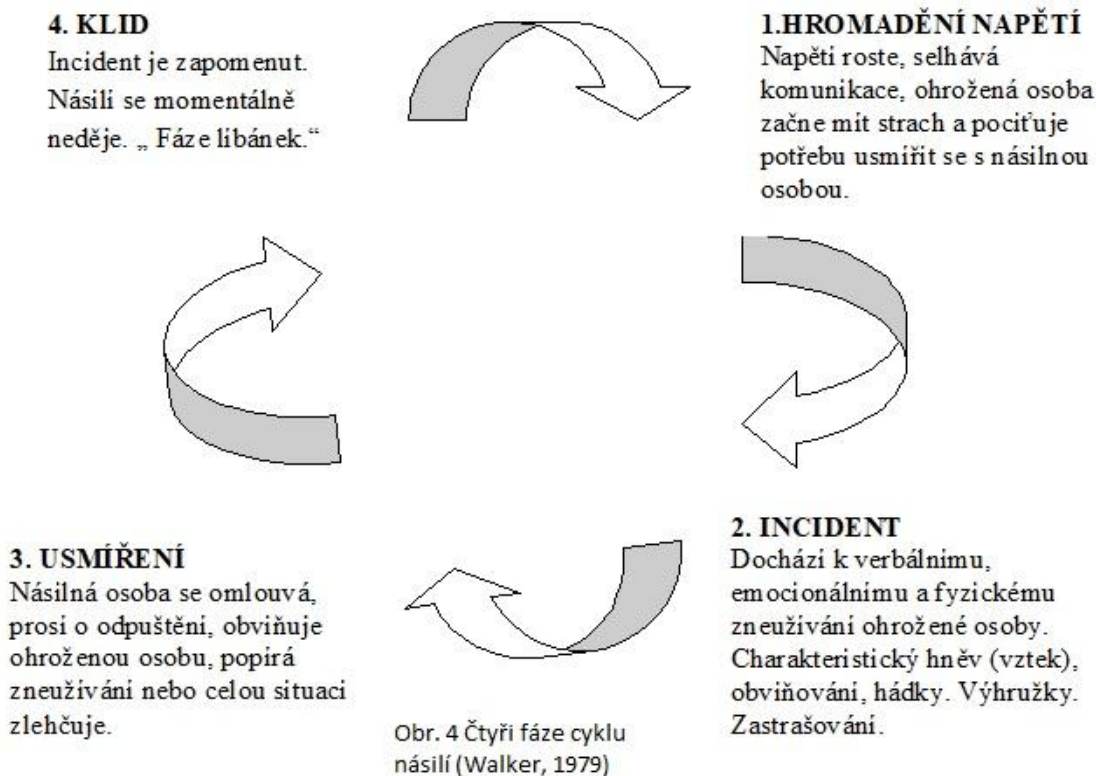 4. KLID
Incident je zapomenut.
Násilí se momentálně
neděje. „ Fáze líbánek.“
1.HROMADĚNÍ NAPĚTÍ
Napětí roste, selhává
komunikace, ohrožená osoba
začne mít strach a pociťuje
potřebu usmířit se s násilnou
osobou.
2. INCIDENT
Dochází k verbálnímu,
emocionálnímu a fyzickému
zneužívání ohrožené osoby.
Charakteristický hněv (vztek),
obviňování, hádky. Výhružky.
Zastrašování.
3. USMÍŘENÍ
Násilná osoba se omlouvá,
prosí o odpuštění, obviňuje
ohroženou osobu, popírá
zneužívání nebo celou situaci
zlehčuje.
Obr. 4 Čtyři fáze cyklu
násilí (Walker, 1979)